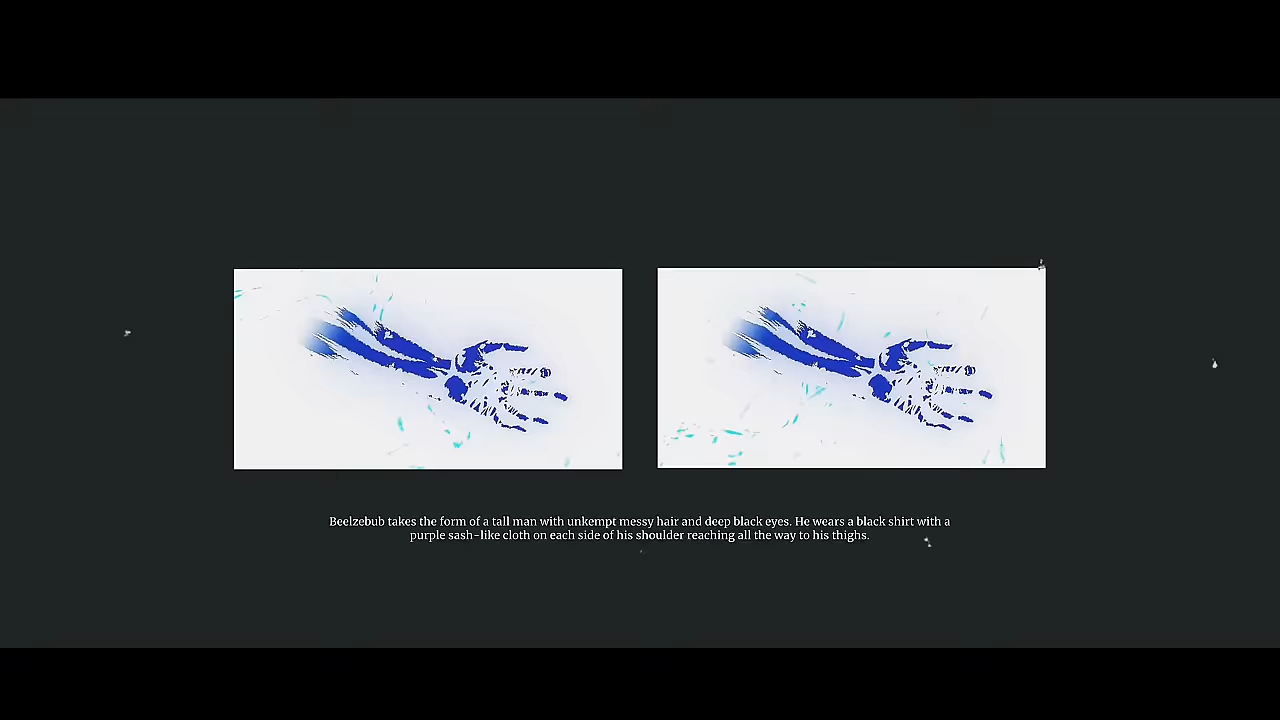 Beelzebub takes the form of a tall man with unkempt messy hair and deep black eyes. He wears a black shirt with a
purple sash-like cloth on each side of his shoulder reaching all the way to his thighs.